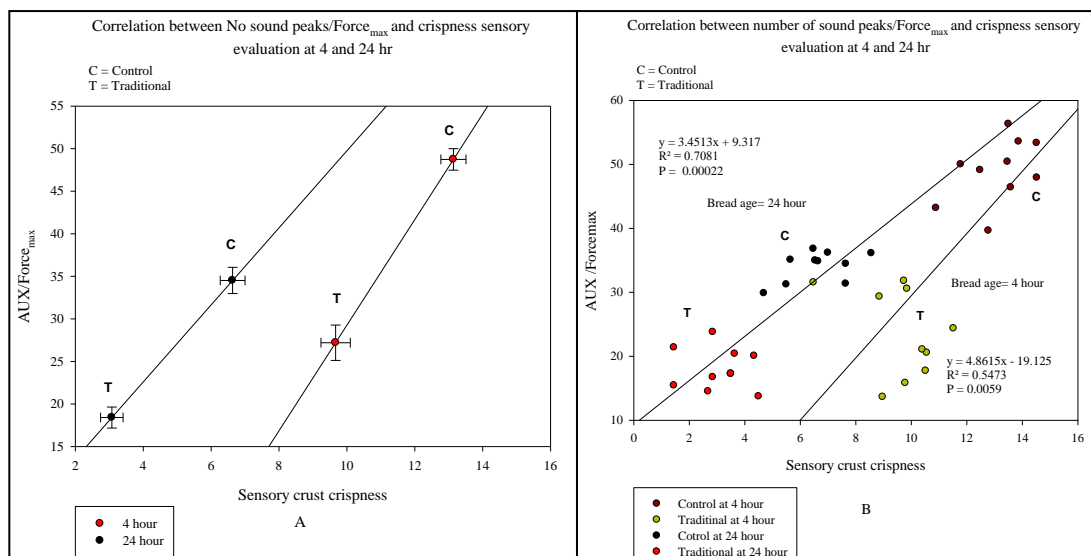 Correlation between No sound peaks/Force_max and crispness sensory
evaluation at 4 and 24 hr
C = Control
T = Traditional
55
50
45
40
35
30
25
20
15
AUX/Force_max
C
C
T
T
2 4 6 8 10 12 14 16
Sensory crust crispness
4 hour
24 hour
A
Correlation between number of sound peaks/Force_max and crispness sensory
evaluation at 4 and 24 hr
C = Control
T = Traditional
60
50
40
30
20
10
AUX /Forcemax
y = 3.4513x + 9.317
R² = 0.7081
P = 0.00022
Bread age= 24 hour
C
C
Bread age= 4 hour
T
T
y = 4.8615x - 19.125
R² = 0.5473
P 0.0059
0 2 4 6 8 10 12 14 16
Sensory crust crispness
Control at 4 hour
Traditinal at 4 hour
Cotrol at 24 hour
Traditional at 24 hour
B